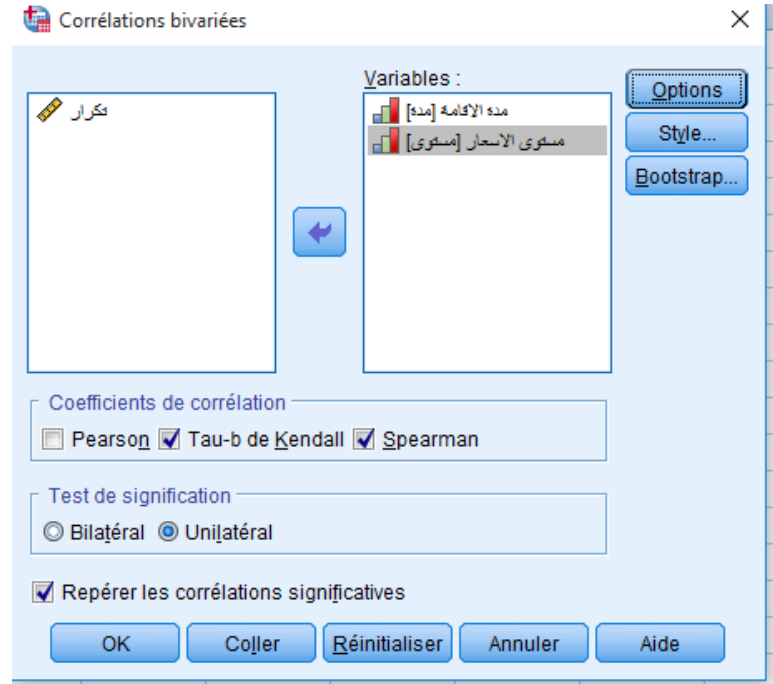 Corrélations bivariées
تكرار
Variables :
مدة الاقامة [مدة]
مستوى الاسعار [مستوى]
Options
Style...
Bootstrap...
Coefficients de corrélation
Pearson Tau-b de Kendall Spearman
Test de signification
Bilatéral Unilatéral
Repérer les corrélations significatives
OK Coller Réinitialiser Annuler Aide